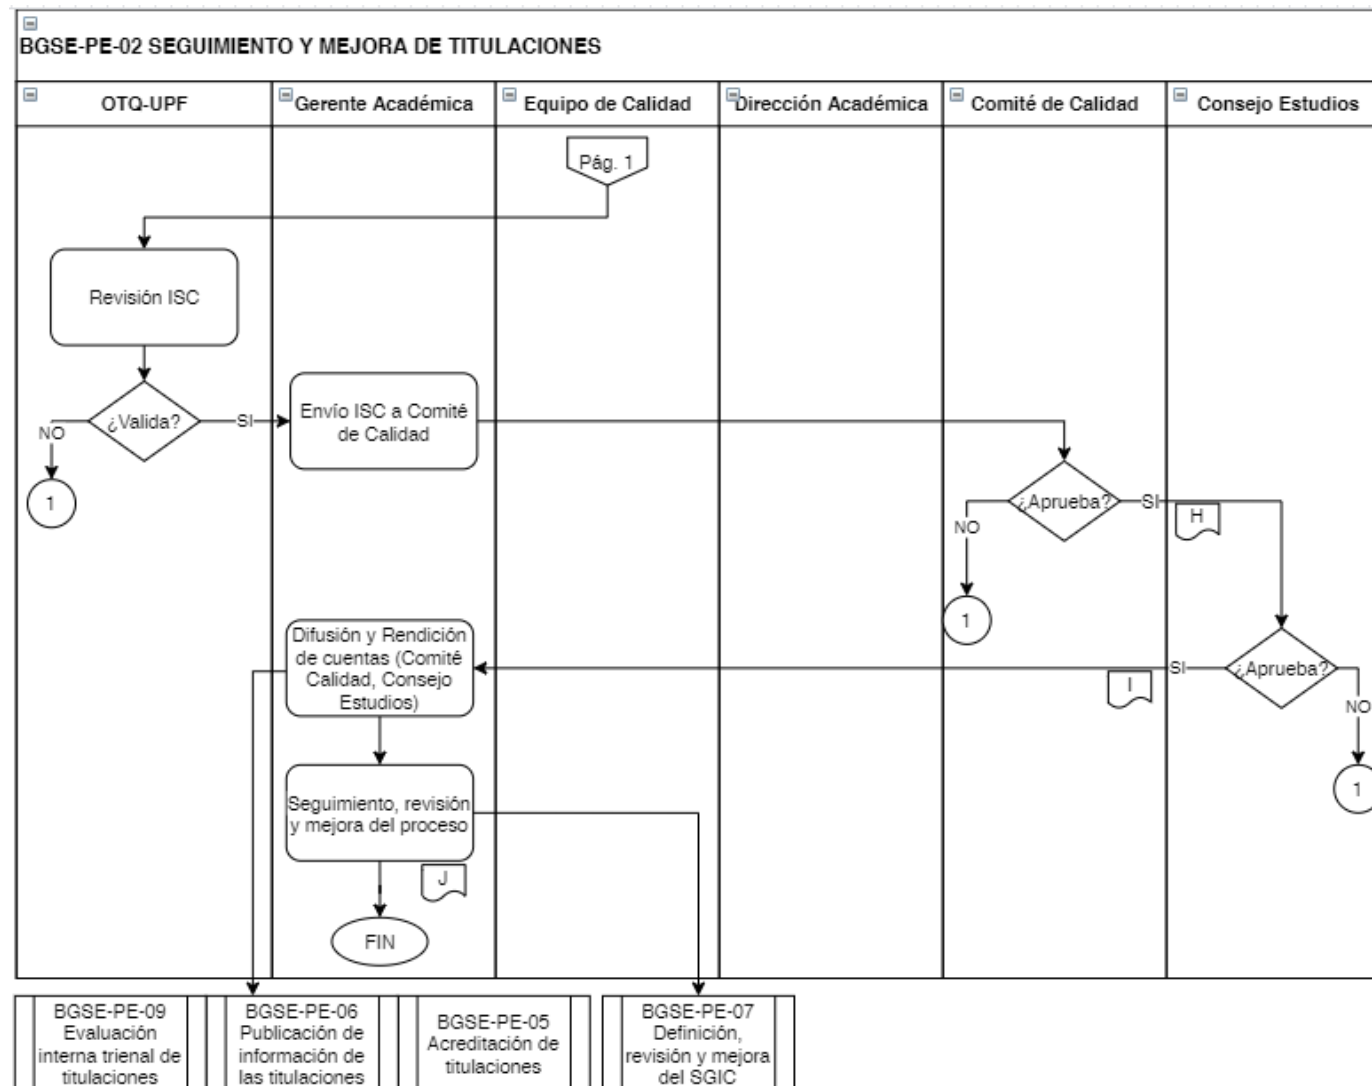 BGSE-PE-02 SEGUIMIENTO Y MEJORA DE TITULACIONES
OTQ-UPF
Gerente Académica
Equipo de Calidad
Dirección Académica
Comité de Calidad
Consejo Estudios
Pág. 1
Revisión ISC
¿Valida?
SI
NO
1
Envío ISC a Comité
de Calidad
¿Aprueba?
SI
H
NO
1
¿Aprueba?
SI
I
NO
1
Difusión y Rendición
de cuentas (Comité
Calidad, Consejo
Estudios)
Seguimiento, revisión
y mejora del proceso
J
FIN
BGSE-PE-09
Evaluación
interna trienal de
titulaciones
BGSE-PE-06
Publicación de
información de
las titulaciones
BGSE-PE-05
Acreditación de
titulaciones
BGSE-PE-07
Definición,
revisión y mejora
del SGIC